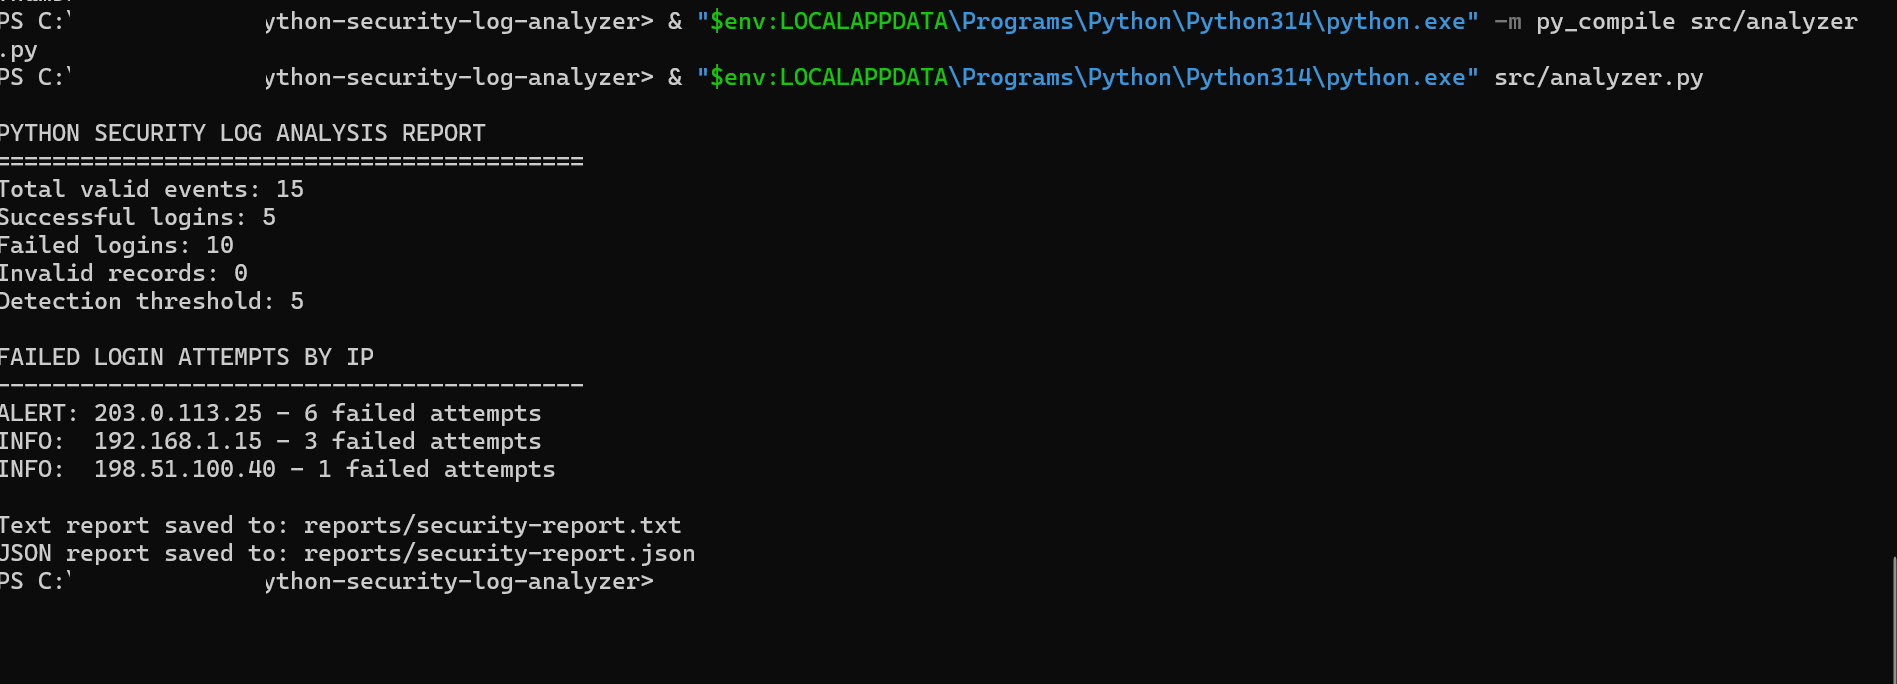 PS C:\ ython-security-log-analyzer> & "$env:LOCALAPPDATA\Programs\Python\Python314\python.exe" -m py_compile src/analyzer
.py
PS C:\ ython-security-log-analyzer> & "$env:LOCALAPPDATA\Programs\Python\Python314\python.exe" src/analyzer.py
PYTHON SECURITY LOG ANALYSIS REPORT
==========================================
Total valid events: 15
Successful logins: 5
Failed logins: 10
Invalid records: 0
Detection threshold: 5
FAILED LOGIN ATTEMPTS BY IP
------------------------------------------
ALERT: 203.0.113.25 - 6 failed attempts
INFO:  192.168.1.15 - 3 failed attempts
INFO:  198.51.100.40 - 1 failed attempts
Text report saved to: reports/security-report.txt
JSON report saved to: reports/security-report.json
PS C:\ ython-security-log-analyzer>